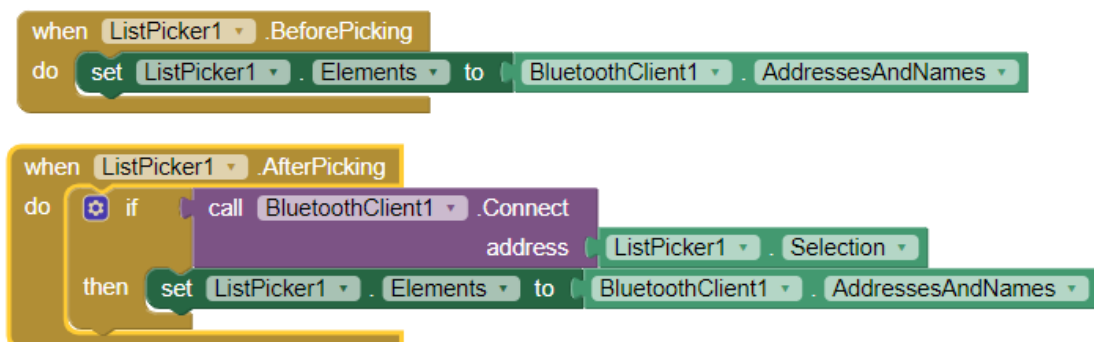 when ListPicker1 .BeforePicking
do set ListPicker1 . Elements to BluetoothClient1 . AddressesAndNames
when ListPicker1 .AfterPicking
do if call BluetoothClient1 .Connect
address ListPicker1 . Selection
then set ListPicker1 . Elements to BluetoothClient1 . AddressesAndNames